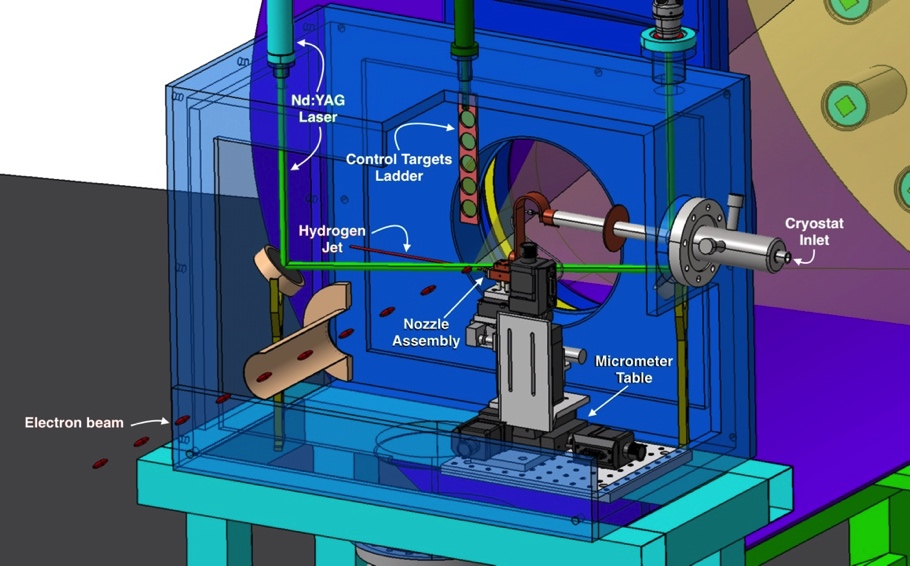 Nd:YAG
Laser
Control Targets
Ladder
Hydrogen
Jet
Cryostat
Inlet
Nozzle
Assembly
Micrometer
Table
Electron beam